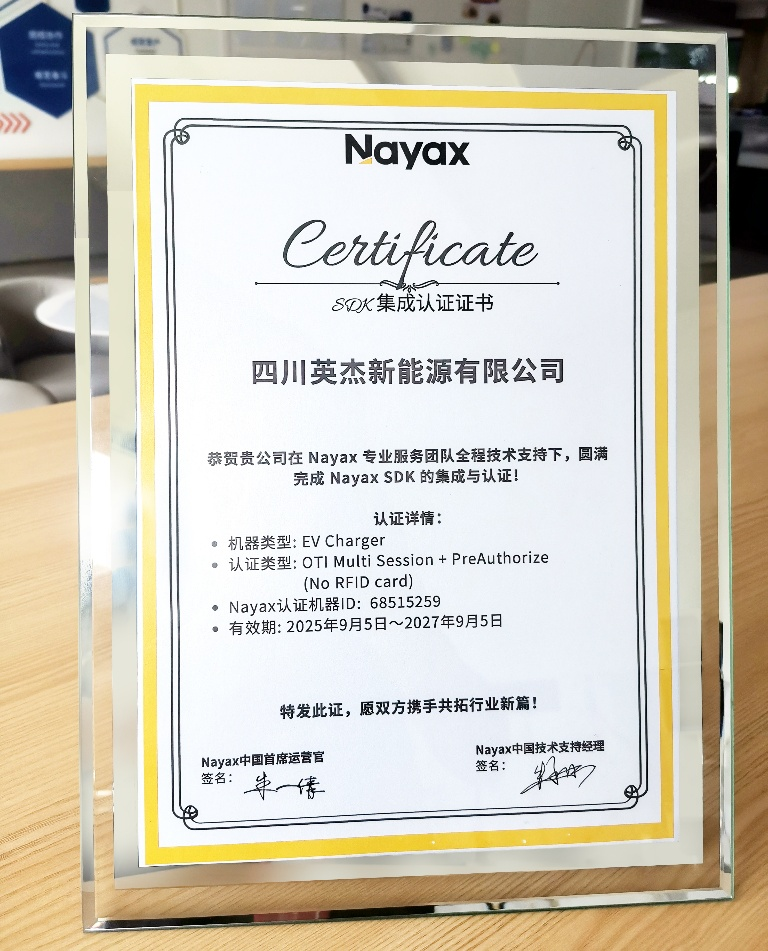 Nayax
Certificate
SDK 集成认证证书
四川英杰新能源有限公司
恭贺贵公司在 Nayax 专业服务团队全程技术支持下，圆满
完成 Nayax SDK 的集成与认证！
认证详情：
• 机器类型: EV Charger
• 认证类型: OTI Multi Session + PreAuthorize
(No RFID card)
• Nayax认证机器ID: 68515259
• 有效期: 2025年9月5日～2027年9月5日
特发此证，愿双方携手共拓行业新篇！
Nayax中国首席运营官
签名：
Nayax中国技术支持经理
签名：